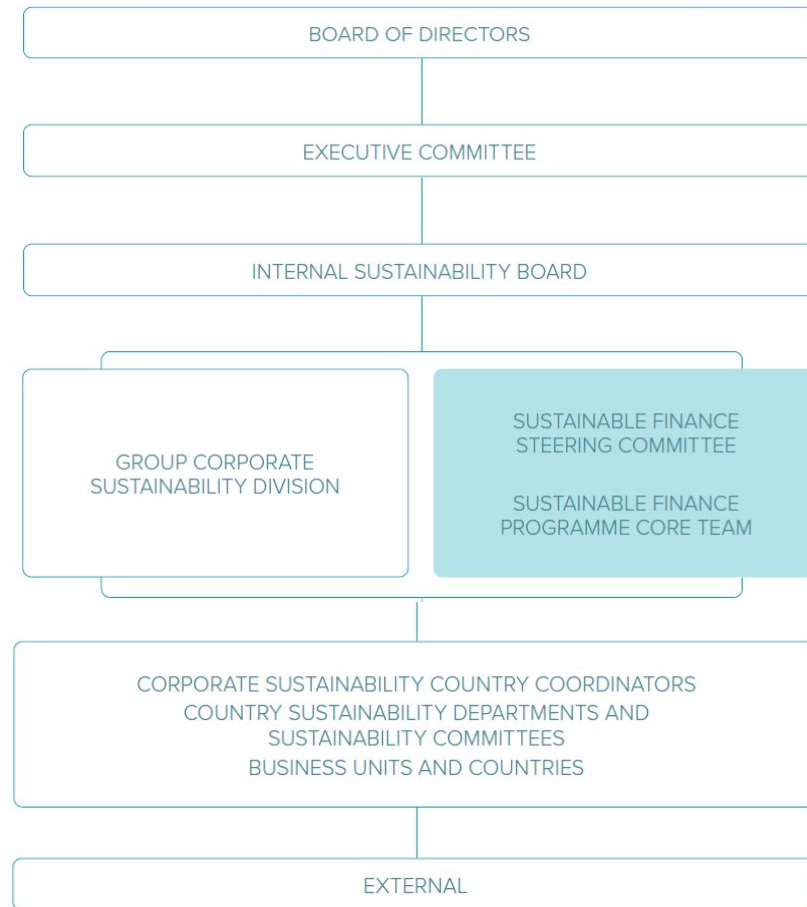 BOARD OF DIRECTORS
EXECUTIVE COMMITTEE
INTERNAL SUSTAINABILITY BOARD
GROUP CORPORATE
SUSTAINABILITY DIVISION
SUSTAINABLE FINANCE
STEERING COMMITTEE
SUSTAINABLE FINANCE
PROGRAMME CORE TEAM
CORPORATE SUSTAINABILITY COUNTRY COORDINATORS
COUNTRY SUSTAINABILITY DEPARTMENTS AND
SUSTAINABILITY COMMITTEES
BUSINESS UNITS AND COUNTRIES
EXTERNAL